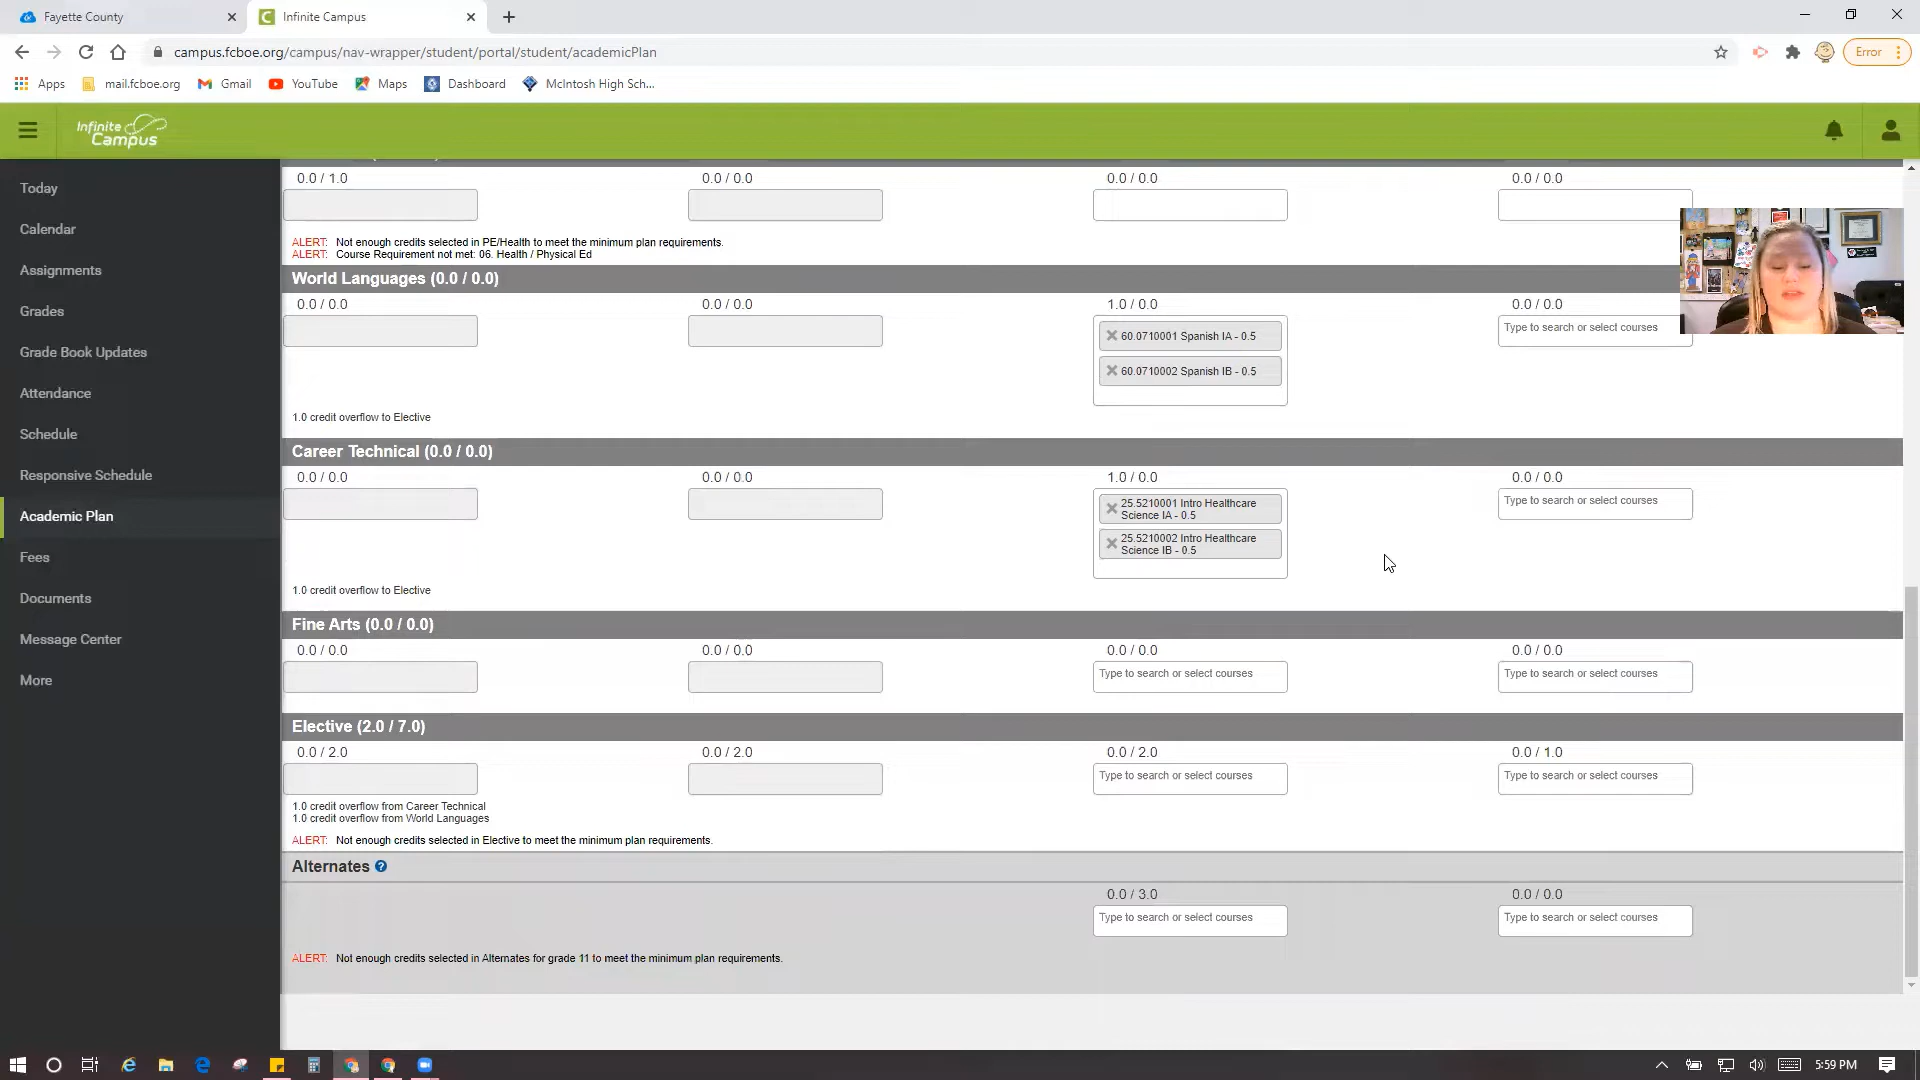 Fayette County
Infinite Campus
campus.fcboe.org/campus/nav-wrapper/student/portal/student/academicPlan
Error
Apps
mail.fcboe.org
Gmail
YouTube
Maps
Dashboard
McIntosh High Sch...
Infinite
Campus
Today
Calendar
Assignments
Grades
Grade Book Updates
Attendance
Schedule
Responsive Schedule
Academic Plan
Fees
Documents
Message Center
More
0.0 / 1.0
0.0 / 0.0
0.0 / 0.0
0.0 / 0.0
ALERT: Not enough credits selected in PE/Health to meet the minimum plan requirements.
ALERT: Course Requirement not met: 06. Health / Physical Ed
World Languages (0.0 / 0.0)
0.0 / 0.0
0.0 / 0.0
1.0 / 0.0
0.0 / 0.0
60.0710001 Spanish IA - 0.5
60.0710002 Spanish IB - 0.5
Type to search or select courses
1.0 credit overflow to Elective
Career Technical (0.0 / 0.0)
0.0 / 0.0
0.0 / 0.0
1.0 / 0.0
0.0 / 0.0
25.5210001 Intro Healthcare
Science IA - 0.5
25.5210002 Intro Healthcare
Science IB - 0.5
Type to search or select courses
1.0 credit overflow to Elective
Fine Arts (0.0 / 0.0)
0.0 / 0.0
0.0 / 0.0
0.0 / 0.0
0.0 / 0.0
Type to search or select courses
Type to search or select courses
Elective (2.0 / 7.0)
0.0 / 2.0
0.0 / 2.0
0.0 / 2.0
0.0 / 1.0
Type to search or select courses
Type to search or select courses
1.0 credit overflow from Career Technical
1.0 credit overflow from World Languages
ALERT: Not enough credits selected in Elective to meet the minimum plan requirements.
Alternates
0.0 / 3.0
0.0 / 0.0
Type to search or select courses
Type to search or select courses
ALERT: Not enough credits selected in Alternates for grade 11 to meet the minimum plan requirements.
5:59 PM